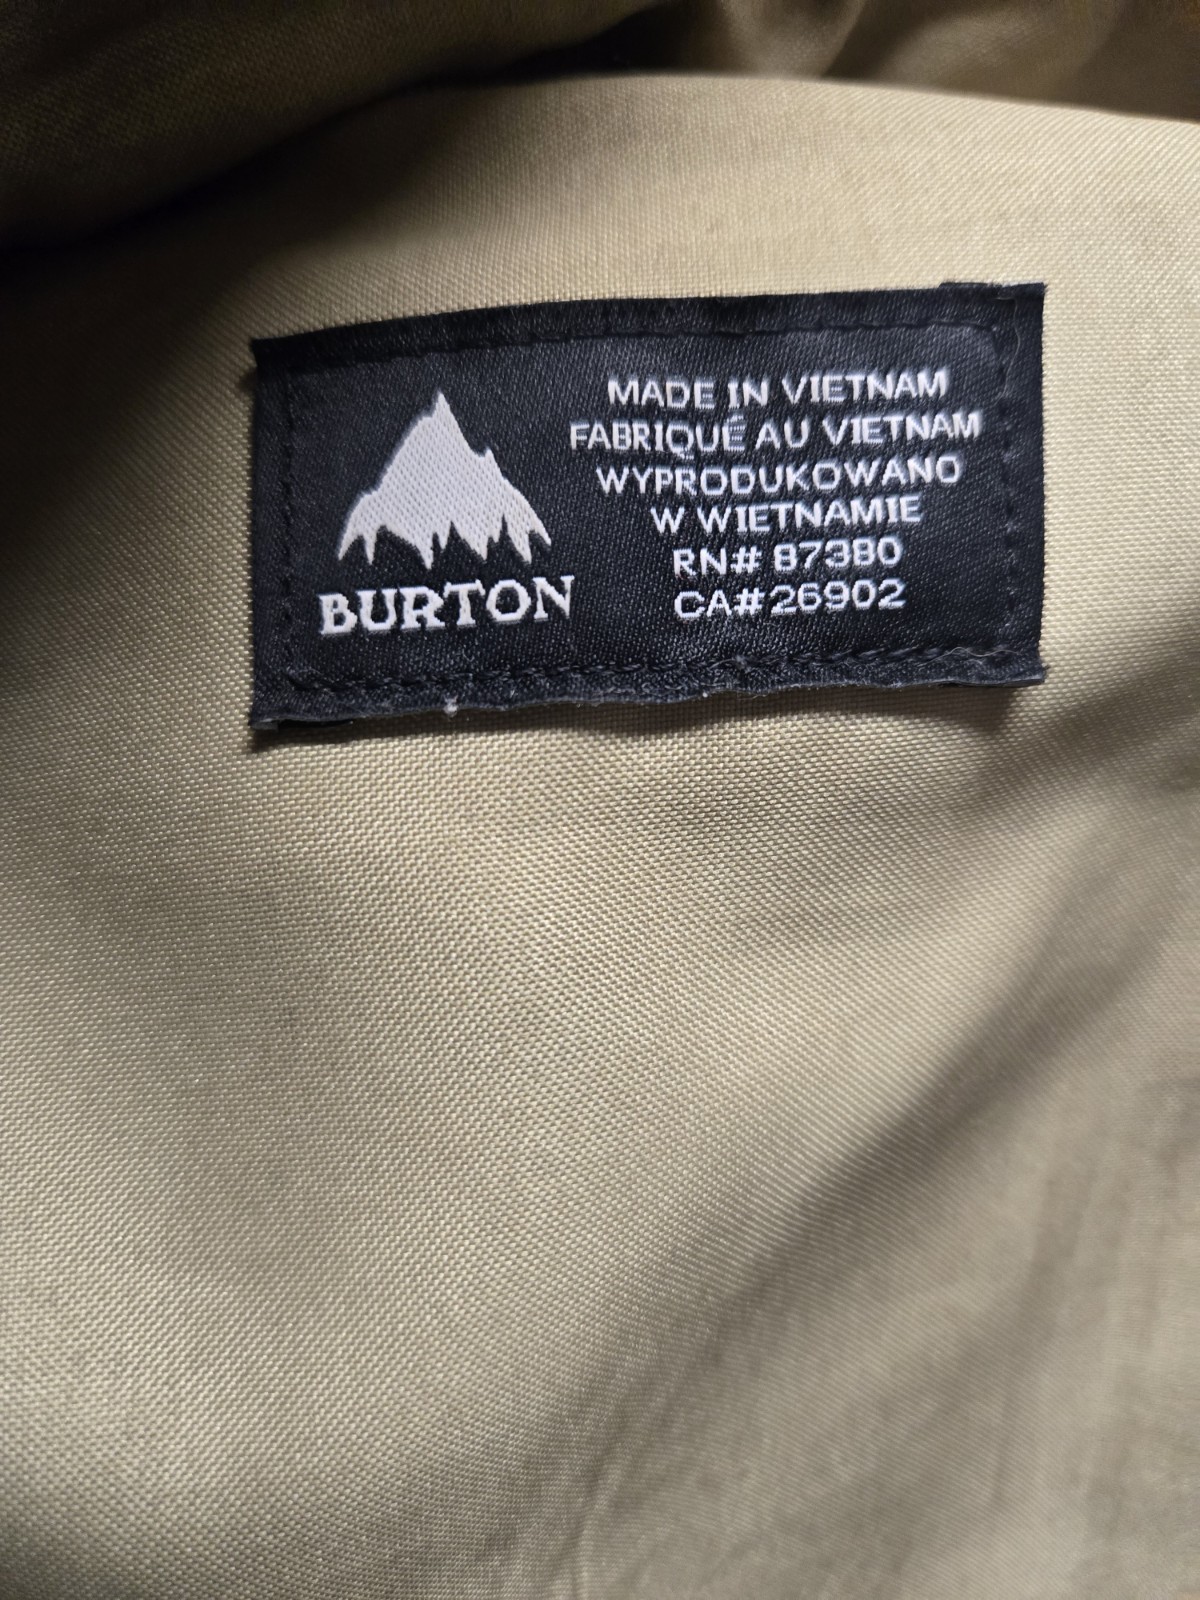 BURTON
MADE IN VIETNAM
FABRIQUÉ AU VIETNAM
WYPRODUKOWANO
W WIETNAMIE
RN# 87380
CA#26902